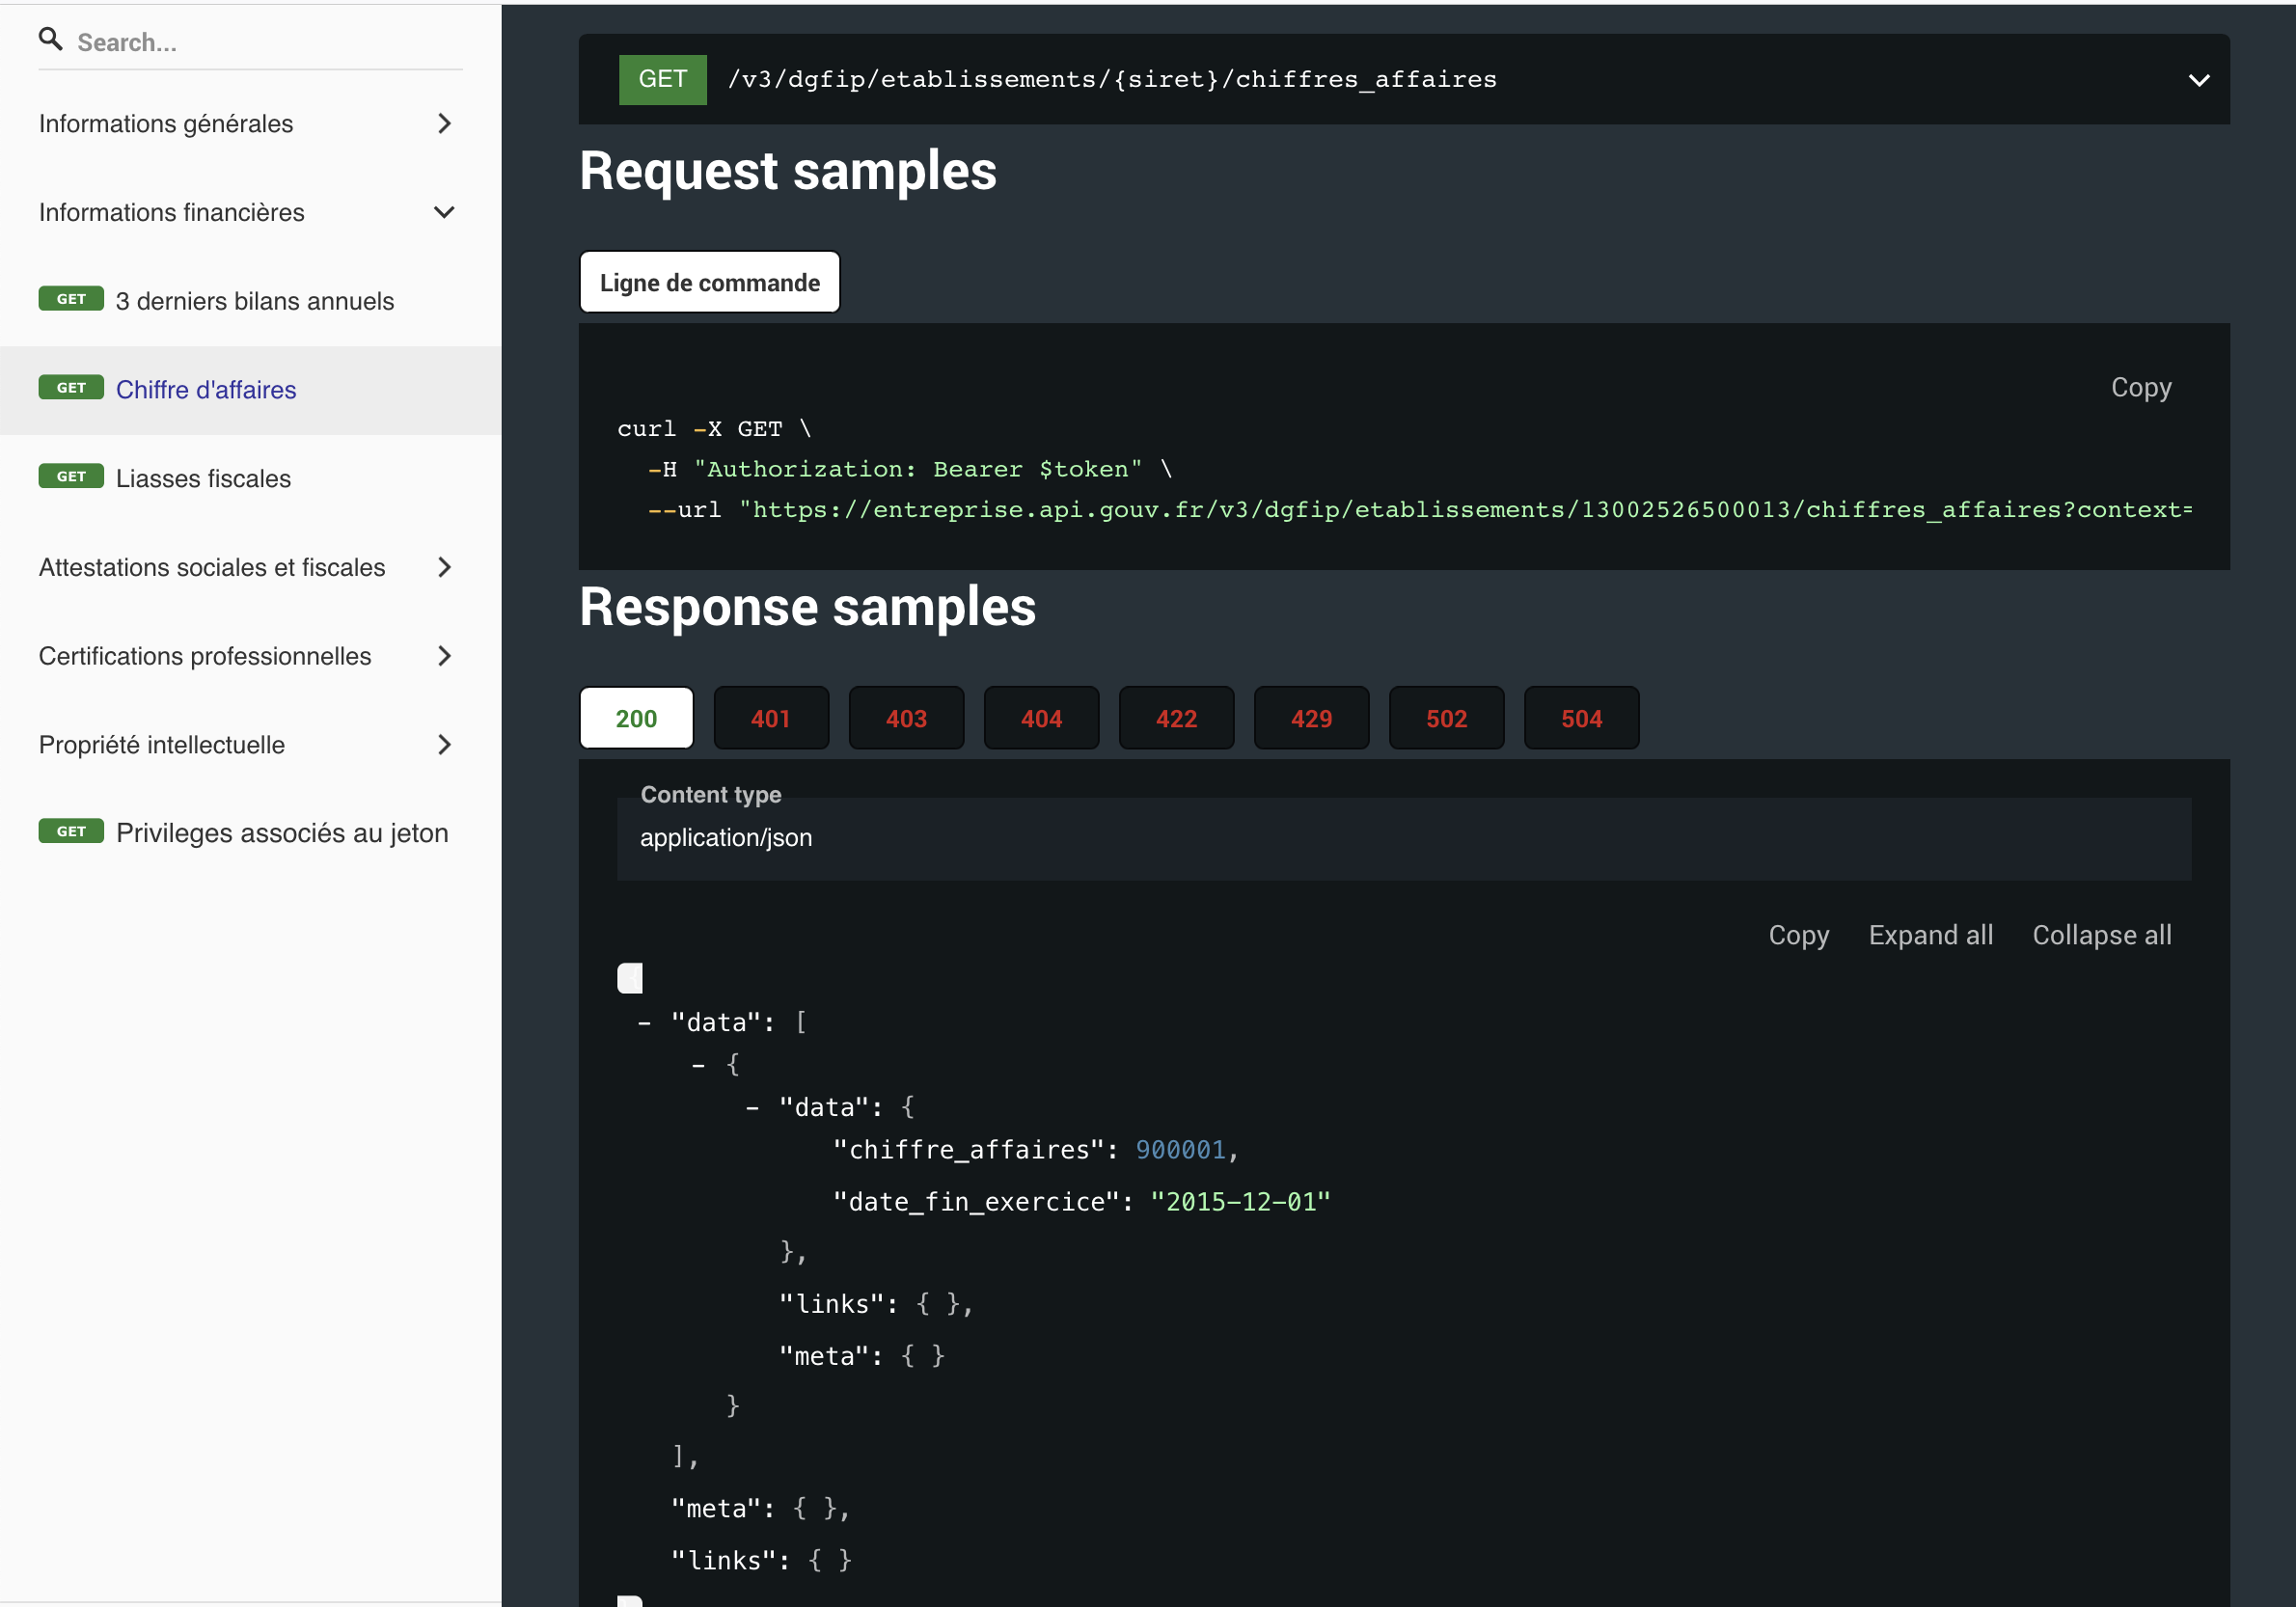 Search...
Informations générales
Informations financières
GET 3 derniers bilans annuels
GET Chiffre d'affaires
GET Liasses fiscales
Attestations sociales et fiscales
Certifications professionnelles
Propriété intellectuelle
GET Privileges associés au jeton
GET /v3/dgfip/etablissements/{siret}/chiffres_affaires
Request samples
Ligne de commande
Copy
curl -X GET \
-H "Authorization: Bearer $token" \
--url "https://entreprise.api.gouv.fr/v3/dgfip/etablissements/13002526500013/chiffres_affaires?context=
Response samples
200 401 403 404 422 429 502 504
Content type
application/json
Copy Expand all Collapse all
- "data": [
- {
- "data": {
"chiffre_affaires": 900001,
"date_fin_exercice": "2015-12-01"
},
"links": { },
"meta": { }
}
],
"meta": { },
"links": { }